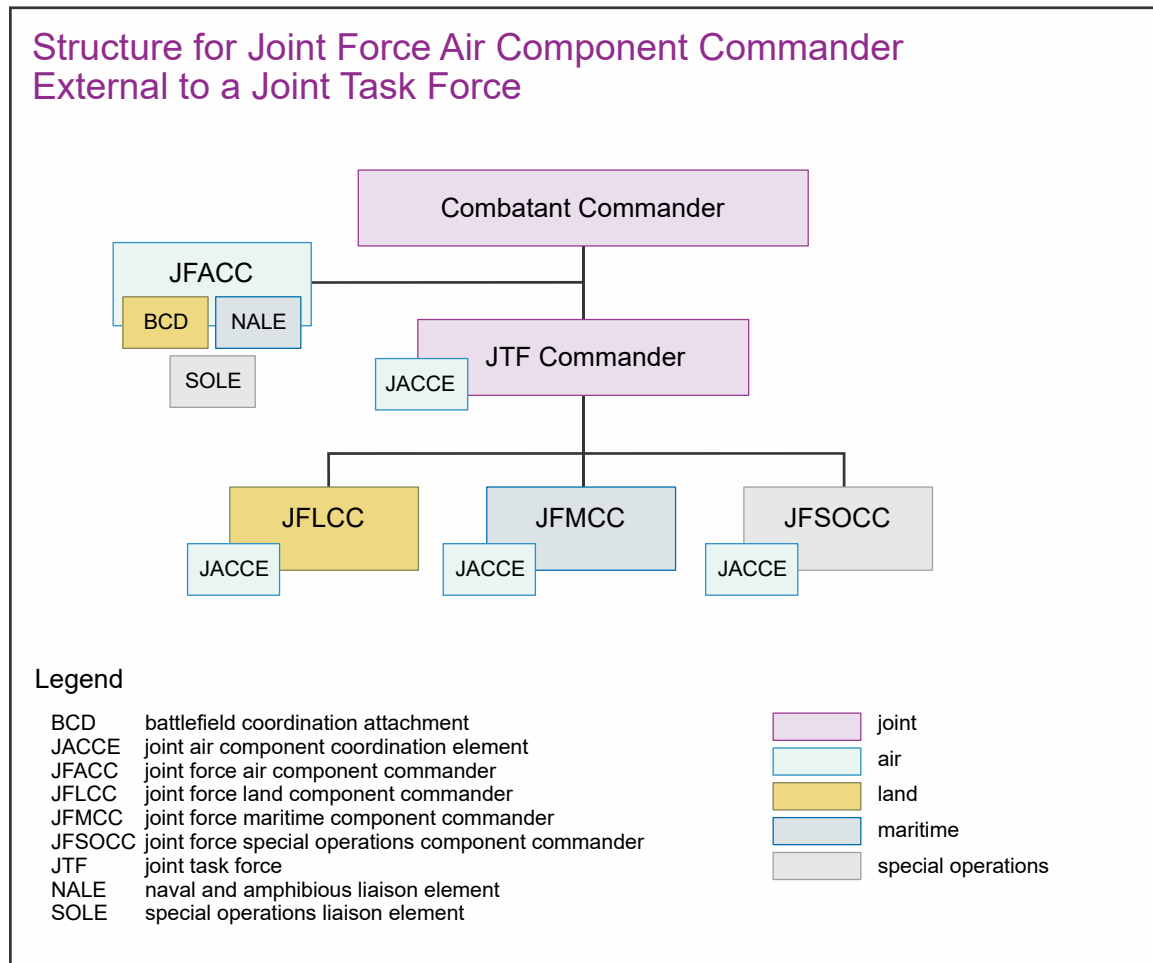 Structure for Joint Force Air Component Commander
External to a Joint Task Force
Combatant Commander
JFACC
BCD
NALE
SOLE
JTF Commander
JACCE
JFLCC
JACCE
JFMCC
JACCE
JFSOCC
JACCE
Legend
BCD battlefield coordination attachment
JACCE joint air component coordination element
JFACC joint force air component commander
JFLCC joint force land component commander
JFMCC joint force maritime component commander
JFSOCC joint force special operations component commander
JTF joint task force
NALE naval and amphibious liaison element
SOLE special operations liaison element
joint
air
land
maritime
special operations